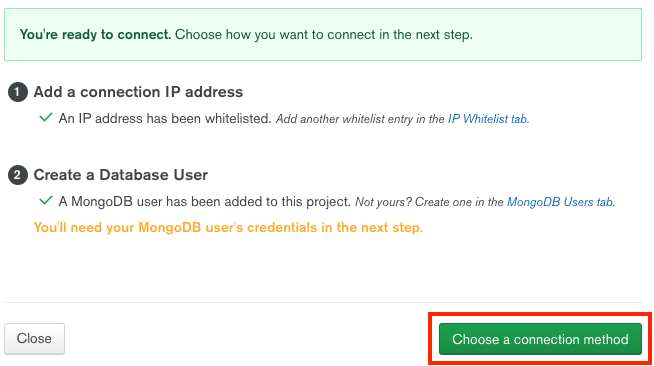 You're ready to connect. Choose how you want to connect in the next step.
1 Add a connection IP address
An IP address has been whitelisted. Add another whitelist entry in the IP Whitelist tab.
2 Create a Database User
A MongoDB user has been added to this project. Not yours? Create one in the MongoDB Users tab.
You'll need your MongoDB user's credentials in the next step.
Close Choose a connection method